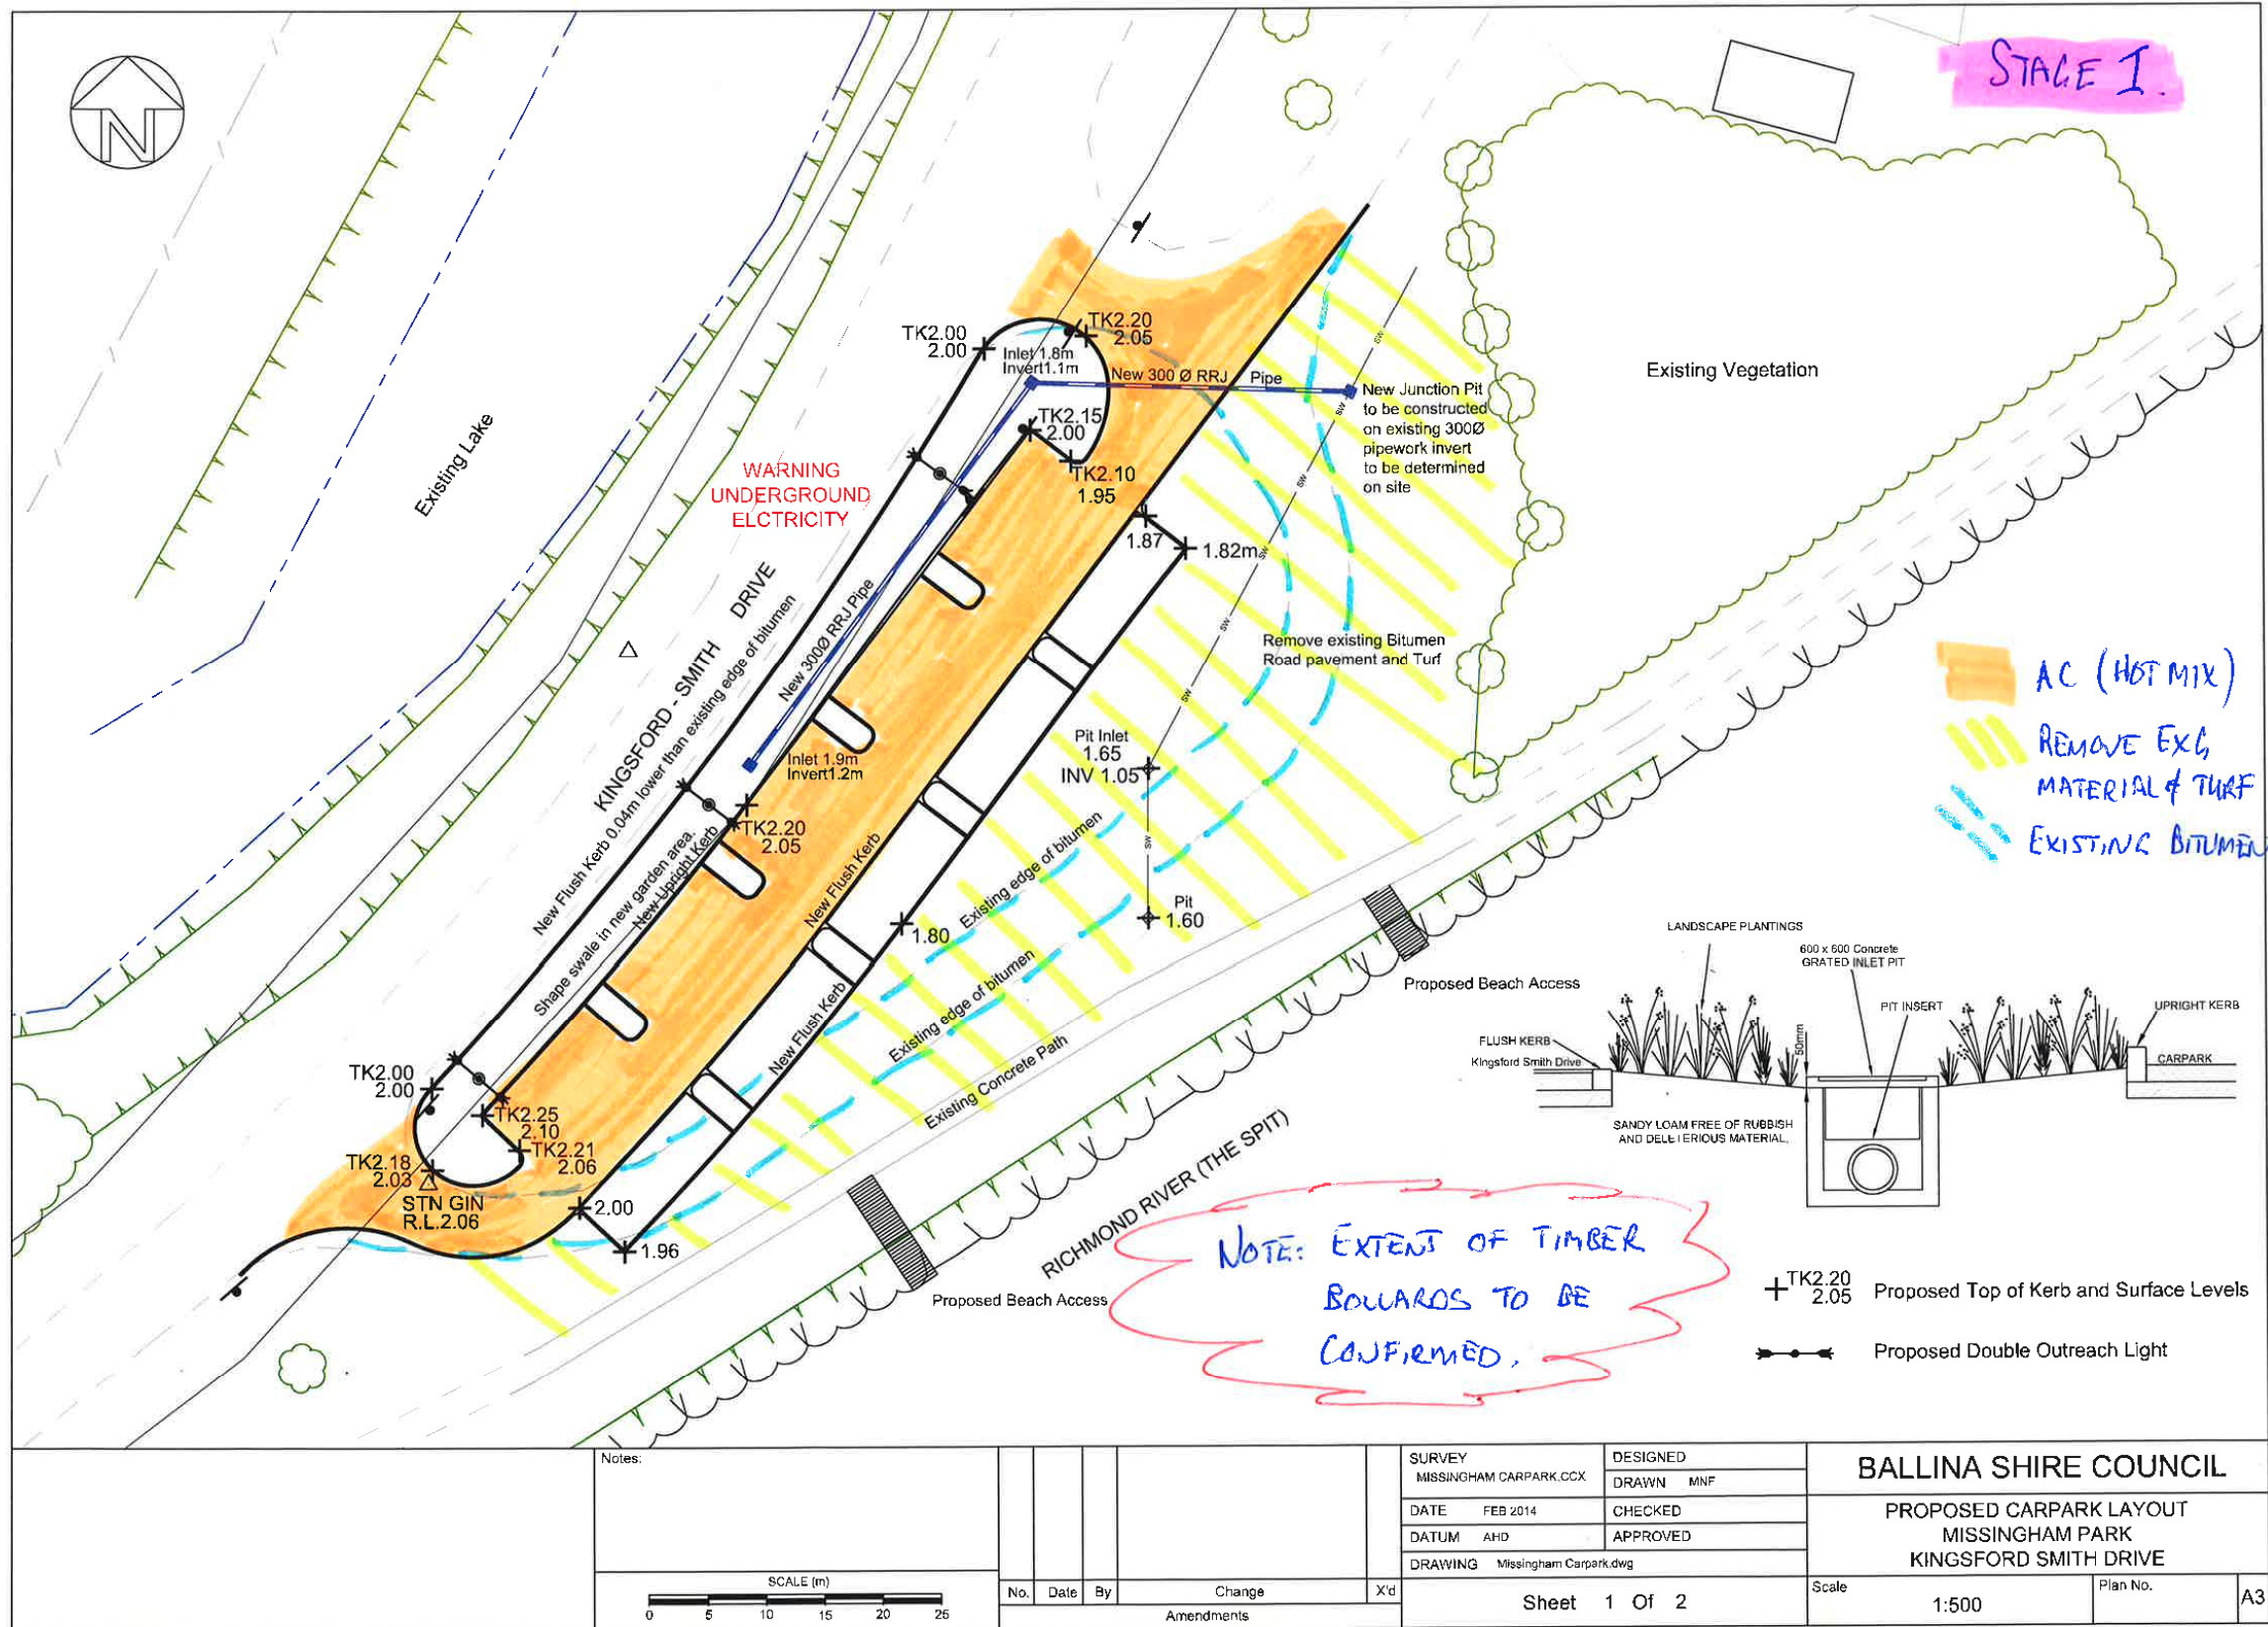 STAGE I.
N
TK2.00
2.00
TK2.20
2.05
Inlet 1.8m
Invert1.1m
New 300 Ø RRJ Pipe
New Junction Pit
to be constructed
on existing 300Ø
pipework invert
to be determined
on site
Existing Vegetation
TK2.15
2.00
TK2.10
1.95
WARNING
UNDERGROUND
ELCTRICITY
Existing Lake
1.87
1.82m
SW
SW
SW
SW
SW
SW
SW
KINGSFORD - SMITH DRIVE
New Flush Kerb 0.04m lower than existing edge of bitumen
New 300Ø RRJ Pipe
Remove existing Bitumen
Road pavement and Turf
AC (HOT MIX)
REMOVE EXG
MATERIAL & TURF
EXISTING BITUMEN
Pit Inlet
1.65
INV 1.05
Inlet 1.9m
Invert1.2m
TK2.20
2.05
Shape swale in new garden area.
New Upright Kerb
New Flush Kerb
1.80
Existing edge of bitumen
Existing edge of bitumen
Pit
1.60
New Flush Kerb
Existing Concrete Path
Proposed Beach Access
LANDSCAPE PLANTINGS
600 x 600 Concrete
GRATED INLET PIT
PIT INSERT
UPRIGHT KERB
FLUSH KERB
Kingsford Smith Drive
50mm
CARPARK
SANDY LOAM FREE OF RUBBISH
AND DELETERIOUS MATERIAL.
TK2.00
2.00
TK2.25
2.10
TK2.21
2.06
TK2.18
2.03
STN GIN
R.L.2.06
2.00
1.96
RICHMOND RIVER (THE SPIT)
Proposed Beach Access
NOTE: EXTENT OF TIMBER
BOLLARDS TO BE
CONFIRMED.
TK2.20
2.05
Proposed Top of Kerb and Surface Levels
Proposed Double Outreach Light
Notes:
SCALE (m)
0 5 10 15 20 25
No. Date By Change X'd
Amendments
SURVEY
MISSINGHAM CARPARK.CCX
DATE FEB 2014
DATUM AHD
DRAWING Missingham Carpark.dwg
DESIGNED
DRAWN MNF
CHECKED
APPROVED
Sheet 1 Of 2
BALLINA SHIRE COUNCIL
PROPOSED CARPARK LAYOUT
MISSINGHAM PARK
KINGSFORD SMITH DRIVE
Scale
1:500
Plan No.
A3